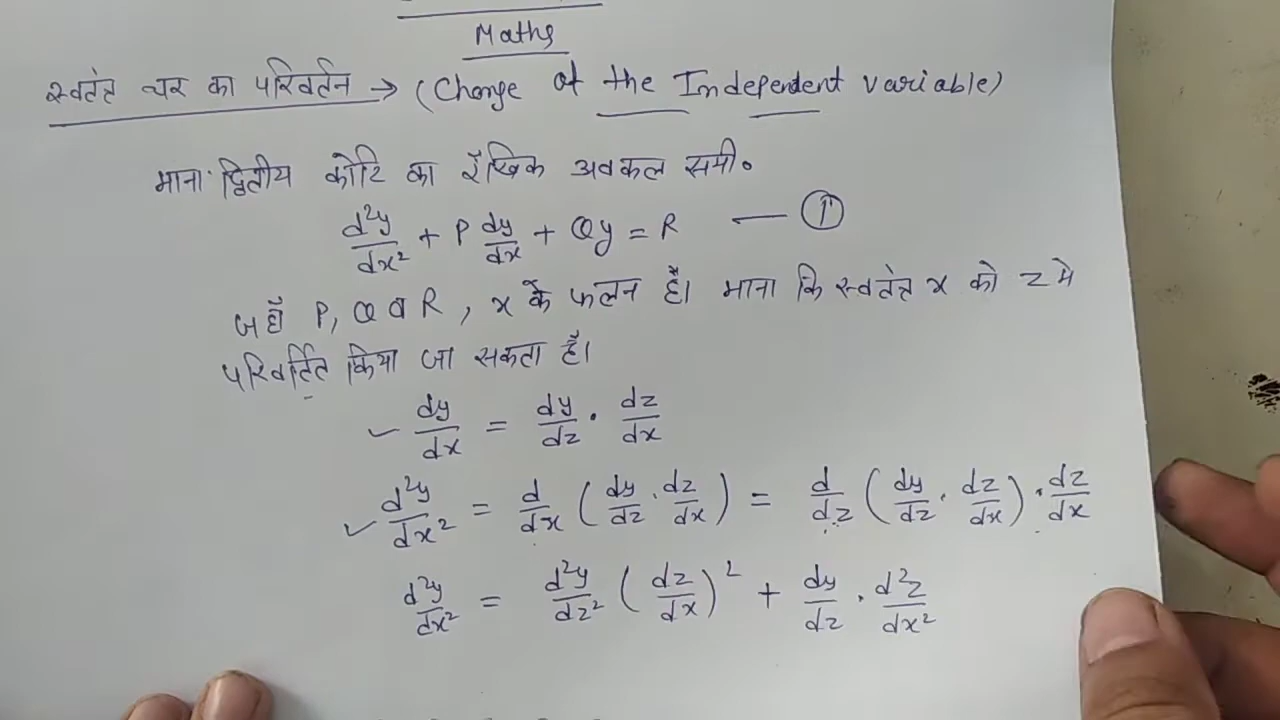 Maths
स्वतंत्र चर का परिवर्तन → (Change of the Independent variable)
माना द्वितीय कोटि का रैखिक अवकल समी०
d²y/dx² + P dy/dx + Qy = R — ①
जहाँ P, Q व R, x के फलन है। माना कि स्वतंत्र x को z मे
परिवर्तित किया जा सकता है।
✓ dy/dx = dy/dz · dz/dx
✓ d²y/dx² = d/dx (dy/dz · dz/dx) = d/dz (dy/dz · dz/dx) · dz/dx
d²y/dx² = d²y/dz² (dz/dx)² + dy/dz · d²z/dx²